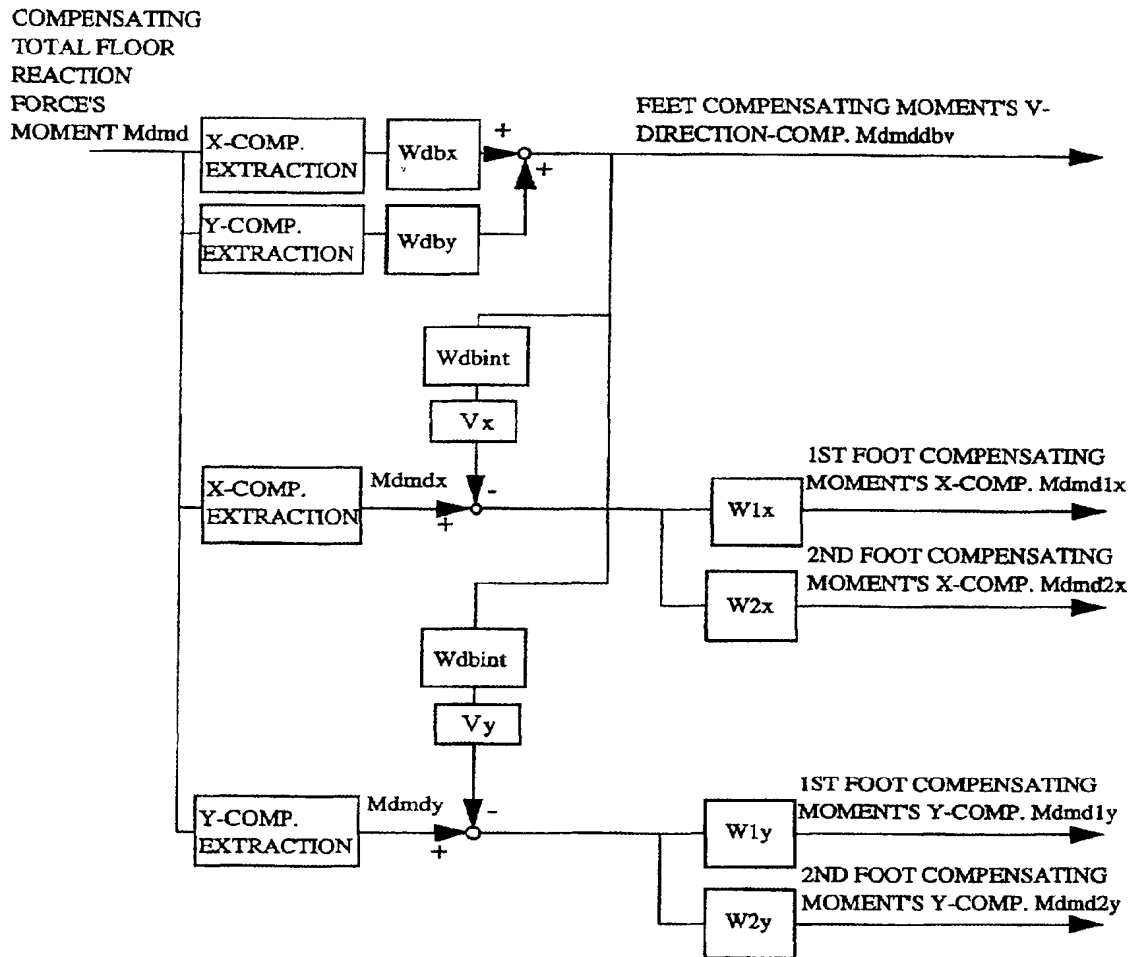 COMPENSATING
TOTAL FLOOR
REACTION
FORCE'S
MOMENT Mdmd
FEET COMPENSATING MOMENT'S V-
DIRECTION-COMP. Mdmddbv
X-COMP.
EXTRACTION
Wdbx
+
+
Y-COMP.
EXTRACTION
Wdby
Wdbint
Vx
X-COMP.
EXTRACTION
Mdmdx
-
+
1ST FOOT COMPENSATING
MOMENT'S X-COMP. Mdmd1x
W1x
2ND FOOT COMPENSATING
MOMENT'S X-COMP. Mdmd2x
W2x
Wdbint
Vy
Y-COMP.
EXTRACTION
Mdmdy
-
+
1ST FOOT COMPENSATING
MOMENT'S Y-COMP. Mdmd1y
W1y
2ND FOOT COMPENSATING
MOMENT'S Y-COMP. Mdmd2y
W2y